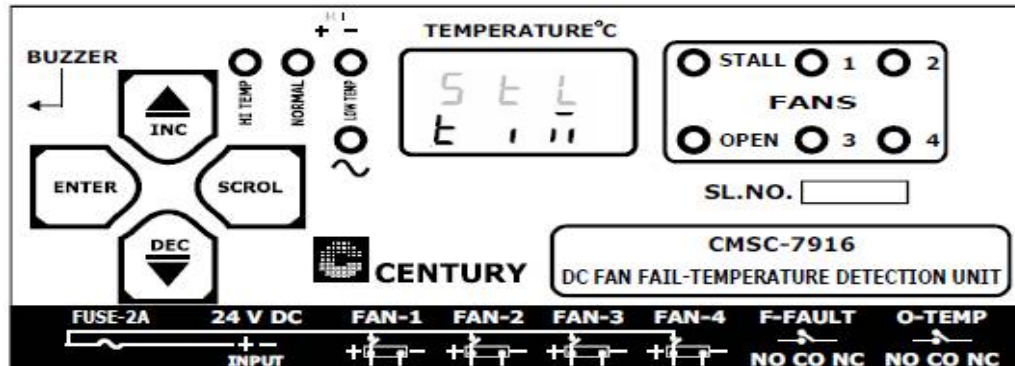 + −
TEMPERATURE°C
BUZZER
HI TEMP
NORMAL
LOW TEMP
INC
ENTER
SCROL
DEC
S t L
t i m
STALL 1 2
FANS
OPEN 3 4
SL.NO.
CENTURY
CMSC-7916
DC FAN FAIL-TEMPERATURE DETECTION UNIT
FUSE-2A 24 V DC FAN-1 FAN-2 FAN-3 FAN-4 F-FAULT O-TEMP
+ − + − + − + − + −
INPUT NO CO NC NO CO NC